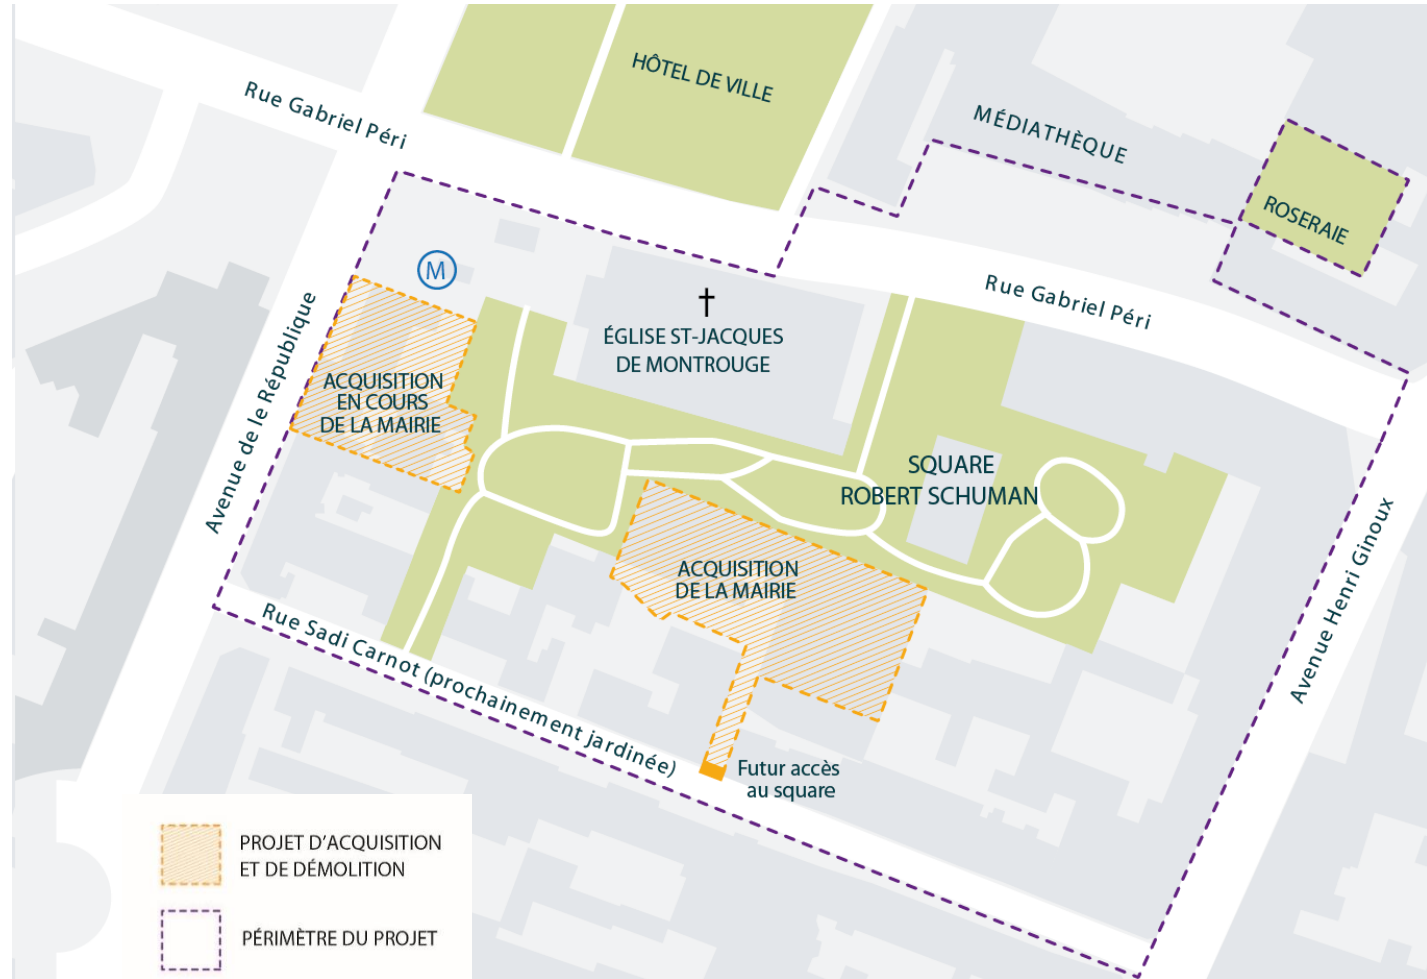 HÔTEL DE VILLE
Rue Gabriel Péri
MÉDIATHÈQUE
ROSERAIE
M
Rue Gabriel Péri
ÉGLISE ST-JACQUES
DE MONTROUGE
Avenue de le République
ACQUISITION
EN COURS
DE LA MAIRIE
SQUARE
ROBERT SCHUMAN
ACQUISITION
DE LA MAIRIE
Avenue Henri Ginoux
Rue Sadi Carnot (prochainement jardinée)
Futur accès
au square
PROJET D'ACQUISITION
ET DE DÉMOLITION
PÉRIMÈTRE DU PROJET